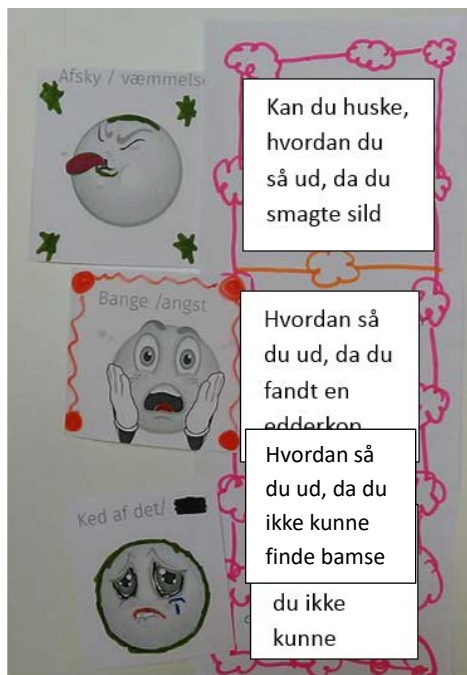 Afsky / væmmelse
Kan du huske,
hvordan du
så ud, da du
smagte sild
Bange /angst
Hvordan så
du ud, da du
fandt en
edderkop
Ked af det/
Hvordan så
du ud, da du
ikke kunne
finde bamse
du ikke
kunne